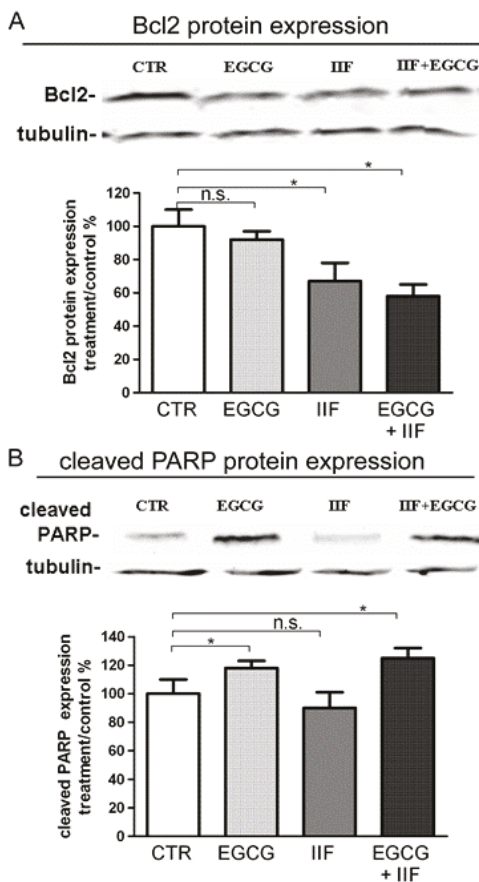 A
Bcl2 protein expression
CTR EGCG IIF IIF+EGCG
Bcl2-
tubulin-
*
*
n.s.
120
100
80
60
40
20
0
Bcl2 protein expression
treatment/control %
CTR EGCG IIF EGCG
+ IIF
B
cleaved PARP protein expression
CTR EGCG IIF IIF+EGCG
cleaved
PARP-
tubulin-
*
n.s.
*
140
120
100
80
60
40
20
0
cleaved PARP expression
treatment/control %
CTR EGCG IIF EGCG
+ IIF